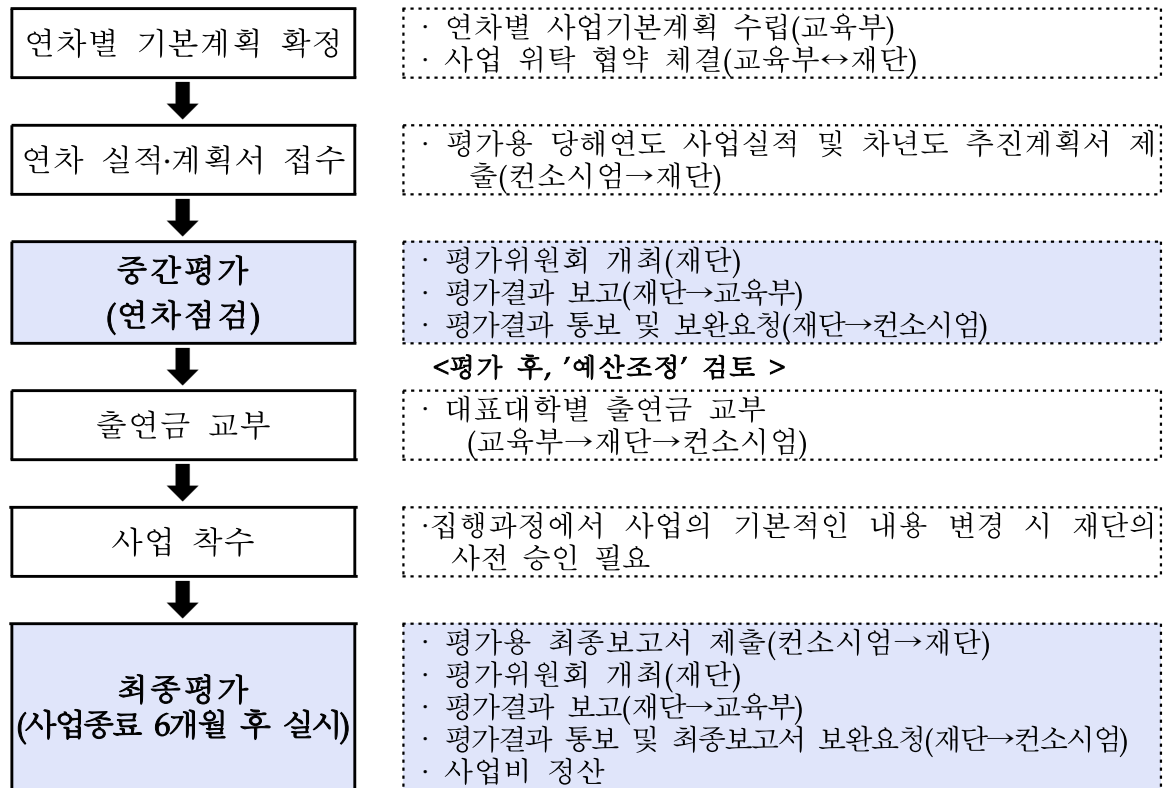 연차별 기본계획 확정
· 연차별 사업기본계획 수립(교육부)
· 사업 위탁 협약 체결(교육부↔재단)
연차 실적·계획서 접수
· 평가용 당해연도 사업실적 및 차년도 추진계획서 제
출(컨소시엄→재단)
중간평가
(연차점검)
· 평가위원회 개최(재단)
· 평가결과 보고(재단→교육부)
· 평가결과 통보 및 보완요청(재단→컨소시엄)
<평가 후, '예산조정' 검토 >
출연금 교부
· 대표대학별 출연금 교부
(교육부→재단→컨소시엄)
사업 착수
·집행과정에서 사업의 기본적인 내용 변경 시 재단의
사전 승인 필요
최종평가
(사업종료 6개월 후 실시)
· 평가용 최종보고서 제출(컨소시엄→재단)
· 평가위원회 개최(재단)
· 평가결과 보고(재단→교육부)
· 평가결과 통보 및 최종보고서 보완요청(재단→컨소시엄)
· 사업비 정산